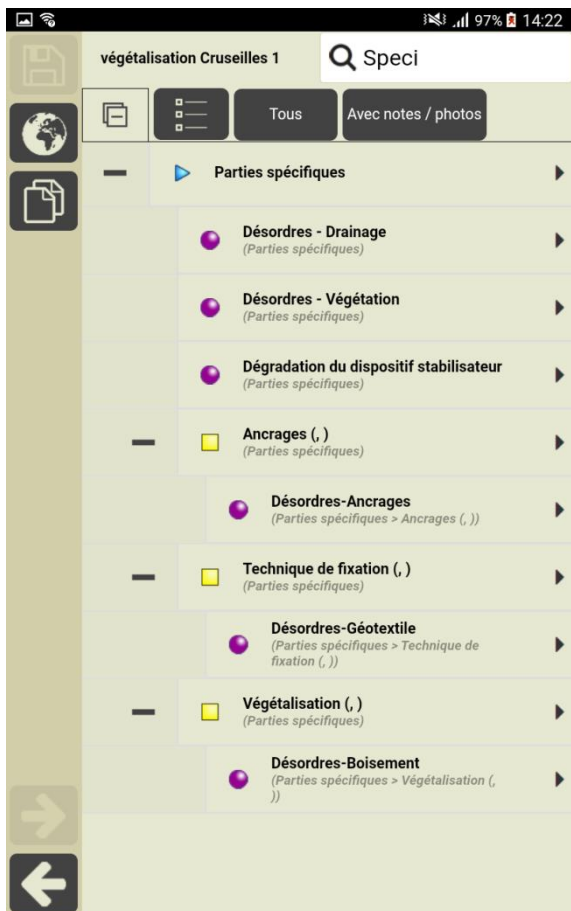 97% 14:22
végétalisation Cruseilles 1
Speci
Tous
Avec notes / photos
Parties spécifiques
Désordres - Drainage
(Parties spécifiques)
Désordres - Végétation
(Parties spécifiques)
Dégradation du dispositif stabilisateur
(Parties spécifiques)
Ancrages (, )
(Parties spécifiques)
Désordres-Ancrages
(Parties spécifiques > Ancrages (, ))
Technique de fixation (, )
(Parties spécifiques)
Désordres-Géotextile
(Parties spécifiques > Technique de
fixation (, ))
Végétalisation (, )
(Parties spécifiques)
Désordres-Boisement
(Parties spécifiques > Végétalisation (,
))